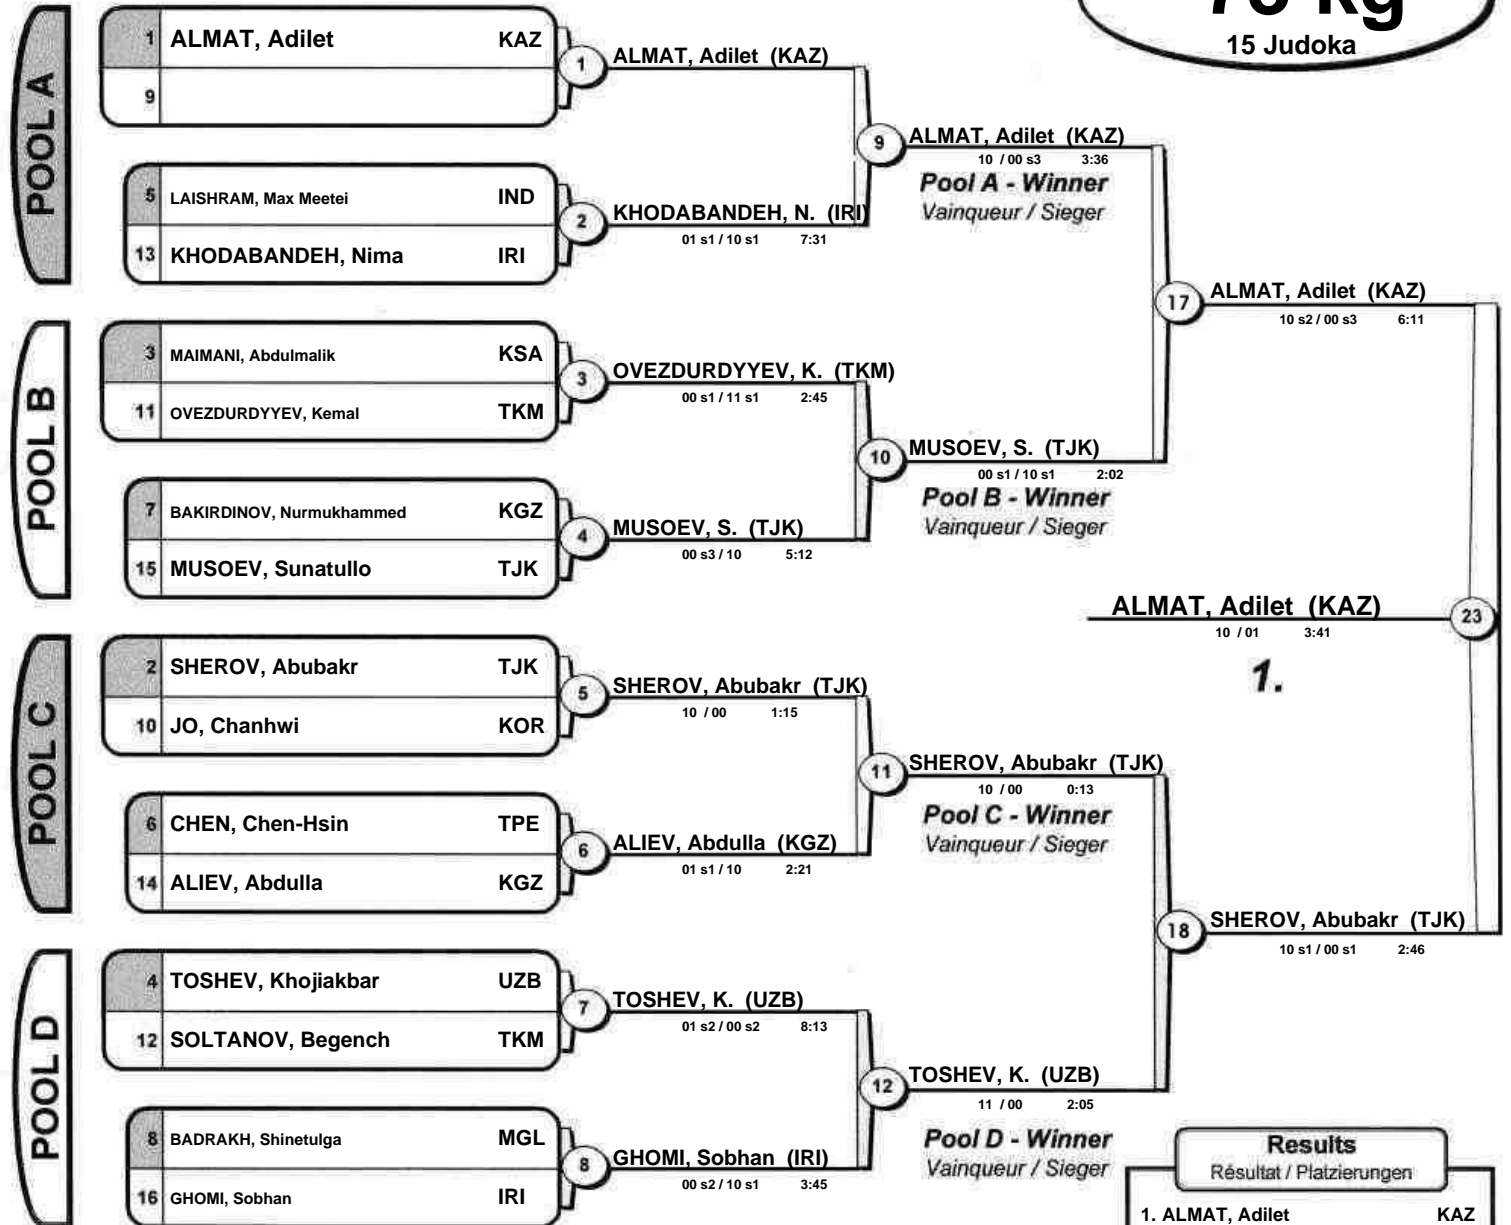 73 kg
15 Judoka
POOL A
1 ALMAT, Adilet KAZ
9
1 ALMAT, Adilet (KAZ)
5 LAISHRAM, Max Meetei IND
13 KHODABANDEH, Nima IRI
2 KHODABANDEH, N. (IRI)
01 s1 / 10 s1 7:31
9 ALMAT, Adilet (KAZ)
10 / 00 s3 3:36
Pool A - Winner
Vainqueur / Sieger
POOL B
3 MAIMANI, Abdulmalik KSA
11 OVEZDURDYYEV, Kemal TKM
3 OVEZDURDYYEV, K. (TKM)
00 s1 / 11 s1 2:45
7 BAKIRDINOV, Nurmukhammed KGZ
15 MUSOEV, Sunatullo TJK
4 MUSOEV, S. (TJK)
00 s3 / 10 5:12
10 MUSOEV, S. (TJK)
00 s1 / 10 s1 2:02
Pool B - Winner
Vainqueur / Sieger
17 ALMAT, Adilet (KAZ)
10 s2 / 00 s3 6:11
ALMAT, Adilet (KAZ) 23
10 / 01 3:41
1.
POOL C
2 SHEROV, Abubakr TJK
10 JO, Chanhwi KOR
5 SHEROV, Abubakr (TJK)
10 / 00 1:15
6 CHEN, Chen-Hsin TPE
14 ALIEV, Abdulla KGZ
6 ALIEV, Abdulla (KGZ)
01 s1 / 10 2:21
11 SHEROV, Abubakr (TJK)
10 / 00 0:13
Pool C - Winner
Vainqueur / Sieger
POOL D
4 TOSHEV, Khojiakbar UZB
12 SOLTANOV, Begench TKM
7 TOSHEV, K. (UZB)
01 s2 / 00 s2 8:13
8 BADRAKH, Shinetulga MGL
16 GHOMI, Sobhan IRI
8 GHOMI, Sobhan (IRI)
00 s2 / 10 s1 3:45
12 TOSHEV, K. (UZB)
11 / 00 2:05
Pool D - Winner
Vainqueur / Sieger
18 SHEROV, Abubakr (TJK)
10 s1 / 00 s1 2:46
Results
Résultat / Platzierungen
1. ALMAT, Adilet KAZ